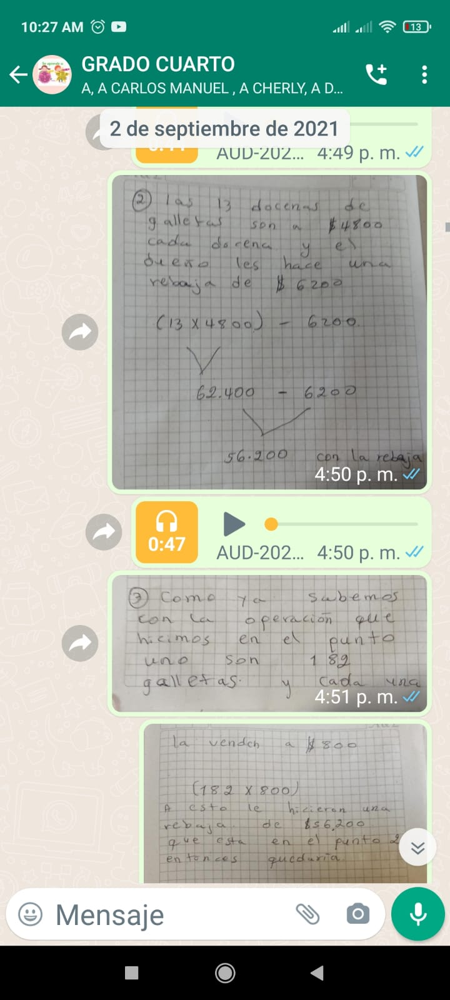 10:27 AM
13
GRADO CUARTO
A, A CARLOS MANUEL , A CHERLY, A D...
2 de septiembre de 2021
AUD-202... 4:49 p. m.
② las 13 docenas de
galletas son a $4800
cada docena y el
dueño les hace una
rebaja de $ 6200
(13 X 4800) - 6200
62.400 - 6200
56.200 con la rebaja
4:50 p. m.
0:47
AUD-202... 4:50 p. m.
③ Como ya sabemos
con la operación que
hicimos en el punto
uno son 182
galletas. y cada una
4:51 p. m.
la venden a $800
(182 X 800)
A esto le hicieron una
rebaja de $56,200
que esta en el punto 2
entonces quedaria.
Mensaje